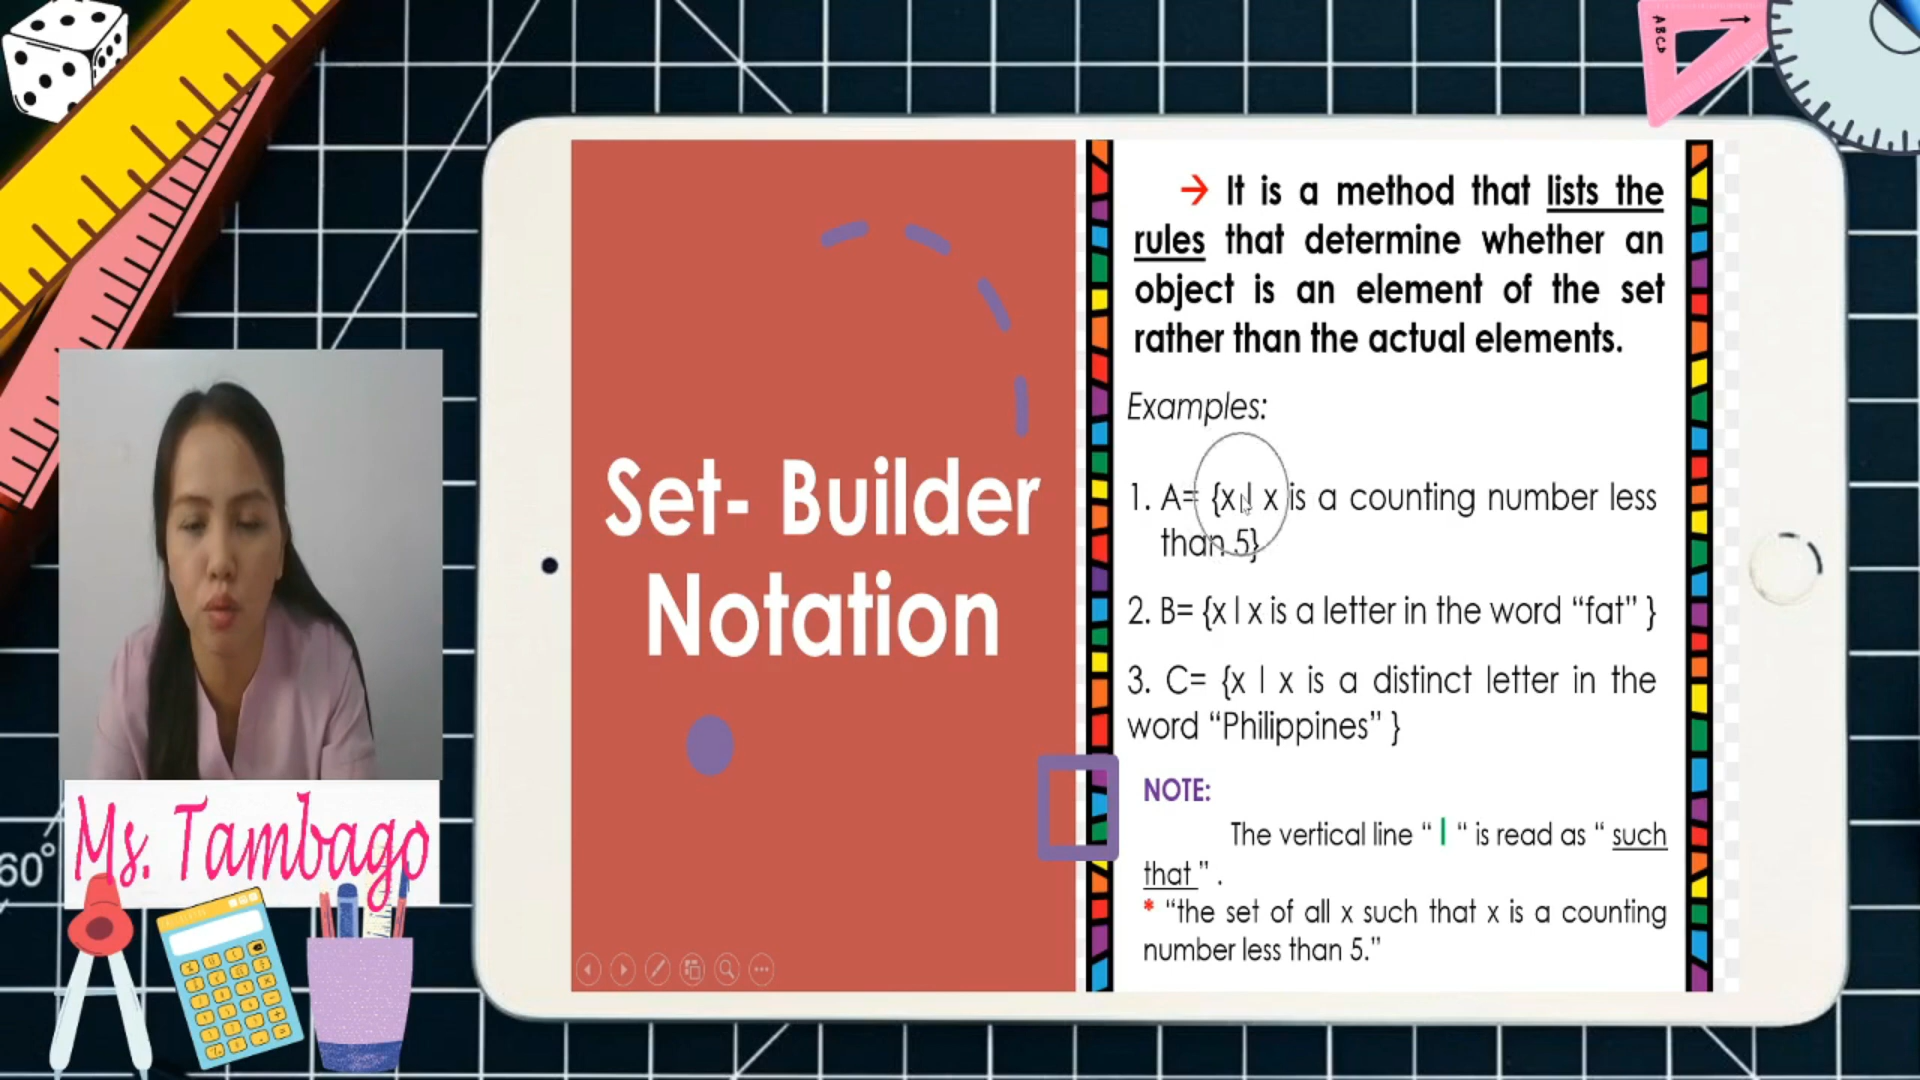 ABCD
Set- Builder
Notation
→ It is a method that lists the
rules that determine whether an
object is an element of the set
rather than the actual elements.
Examples:
1. A= {x | x is a counting number less
than 5}
2. B= {x | x is a letter in the word “fat” }
3. C= {x | x is a distinct letter in the
word “Philippines” }
NOTE:
The vertical line “ | “ is read as “ such
that ” .
* “the set of all x such that x is a counting
number less than 5.”
Ms. Tambago
60°